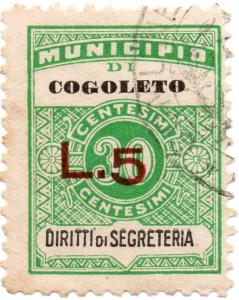 MUNICIPIO
DI
COGOLETO
CENTESIMI
30
L.5
CENTESIMI
DIRITTI di SEGRETERIA